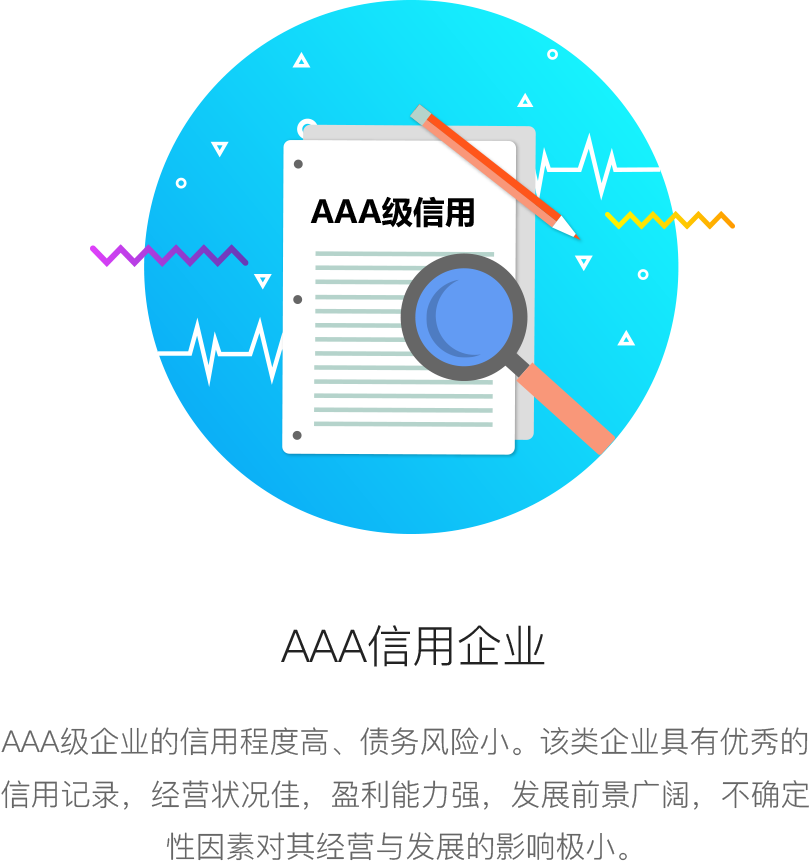 AAA级信用
AAA信用企业
AAA级企业的信用程度高、债务风险小。该类企业具有优秀的
信用记录，经营状况佳，盈利能力强，发展前景广阔，不确定
性因素对其经营与发展的影响极小。